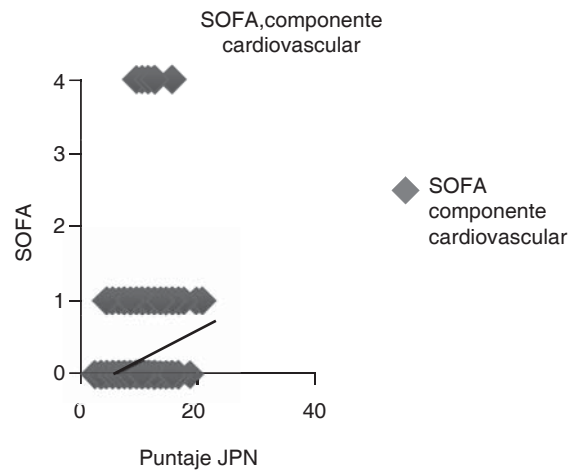 SOFA,componente
cardiovascular
4
3
2
1
0
SOFA
0
20
40
Puntaje JPN
SOFA
componente
cardiovascular